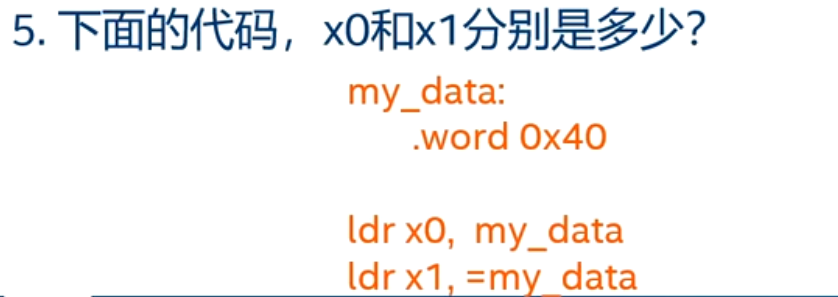 5. 下面的代码，x0和x1分别是多少?
my_data:
.word 0x40
ldr x0, my_data
ldr x1, =my_data